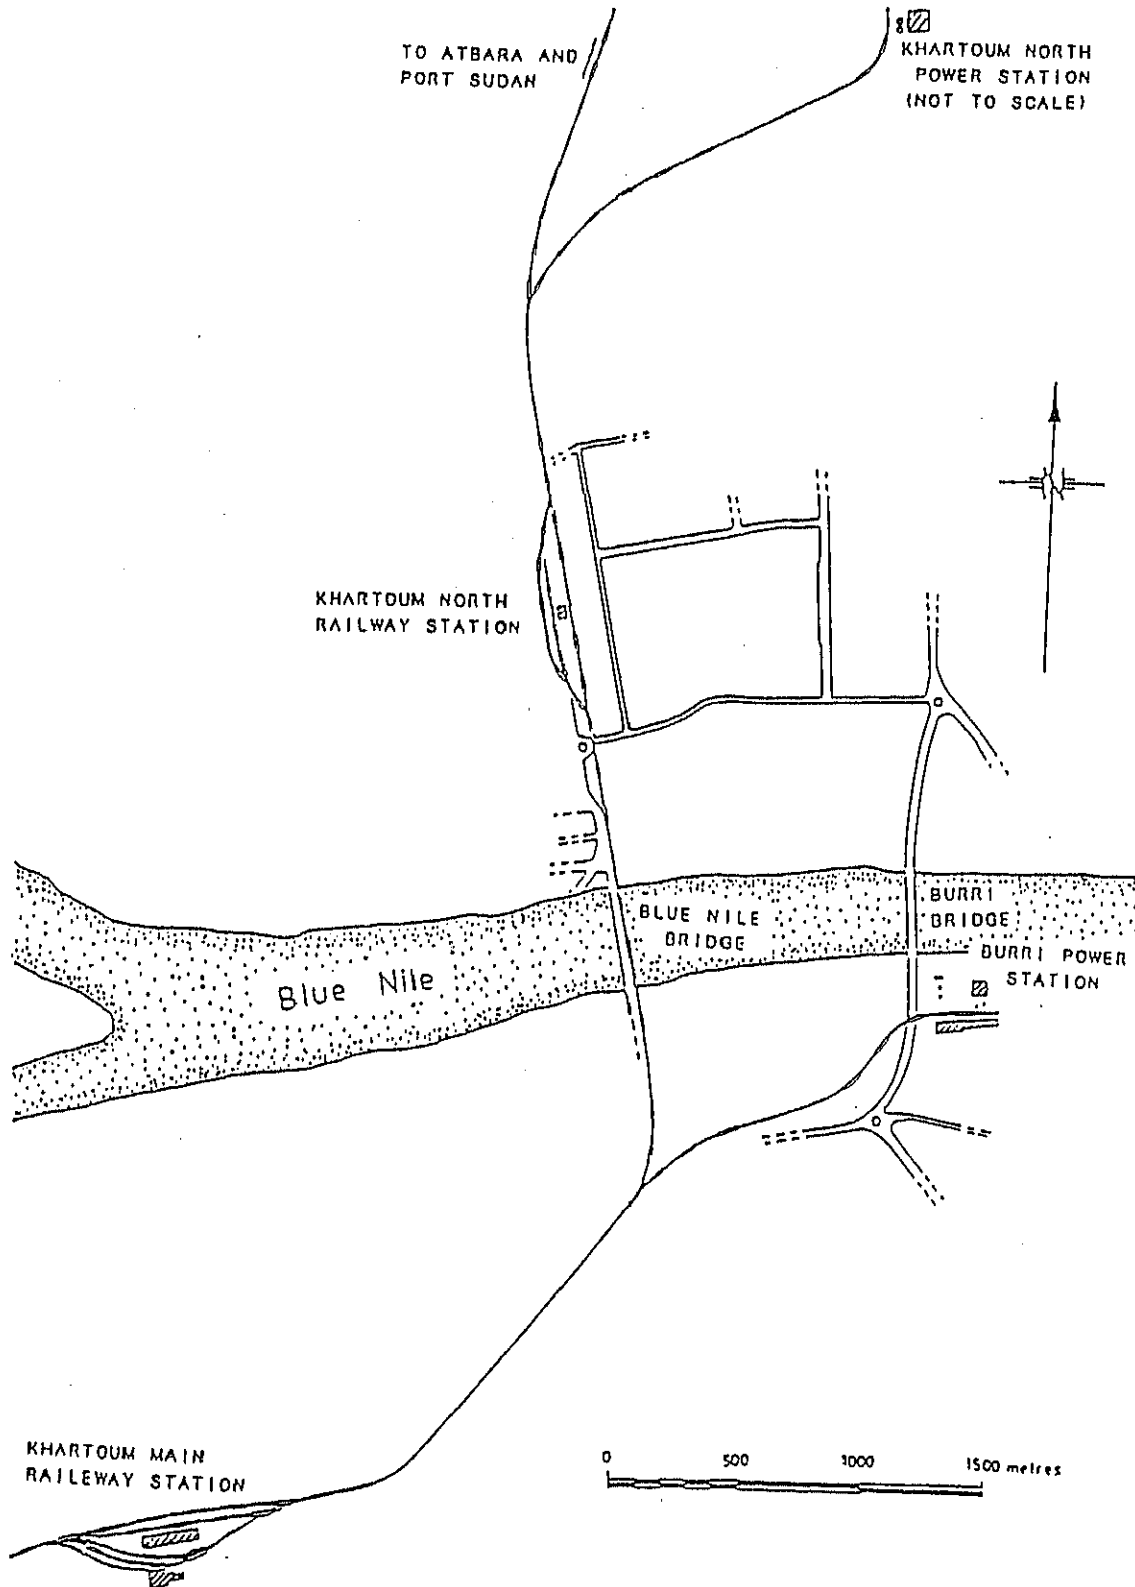 TO ATBARA AND
PORT SUDAN
KHARTOUM NORTH
POWER STATION
(NOT TO SCALE)
N
KHARTOUM NORTH
RAILWAY STATION
BLUE NILE
BRIDGE
BURRI
BRIDGE
BURRI POWER
STATION
Blue Nile
KHARTOUM MAIN
RAILEWAY STATION
0 500 1000 1500 metres